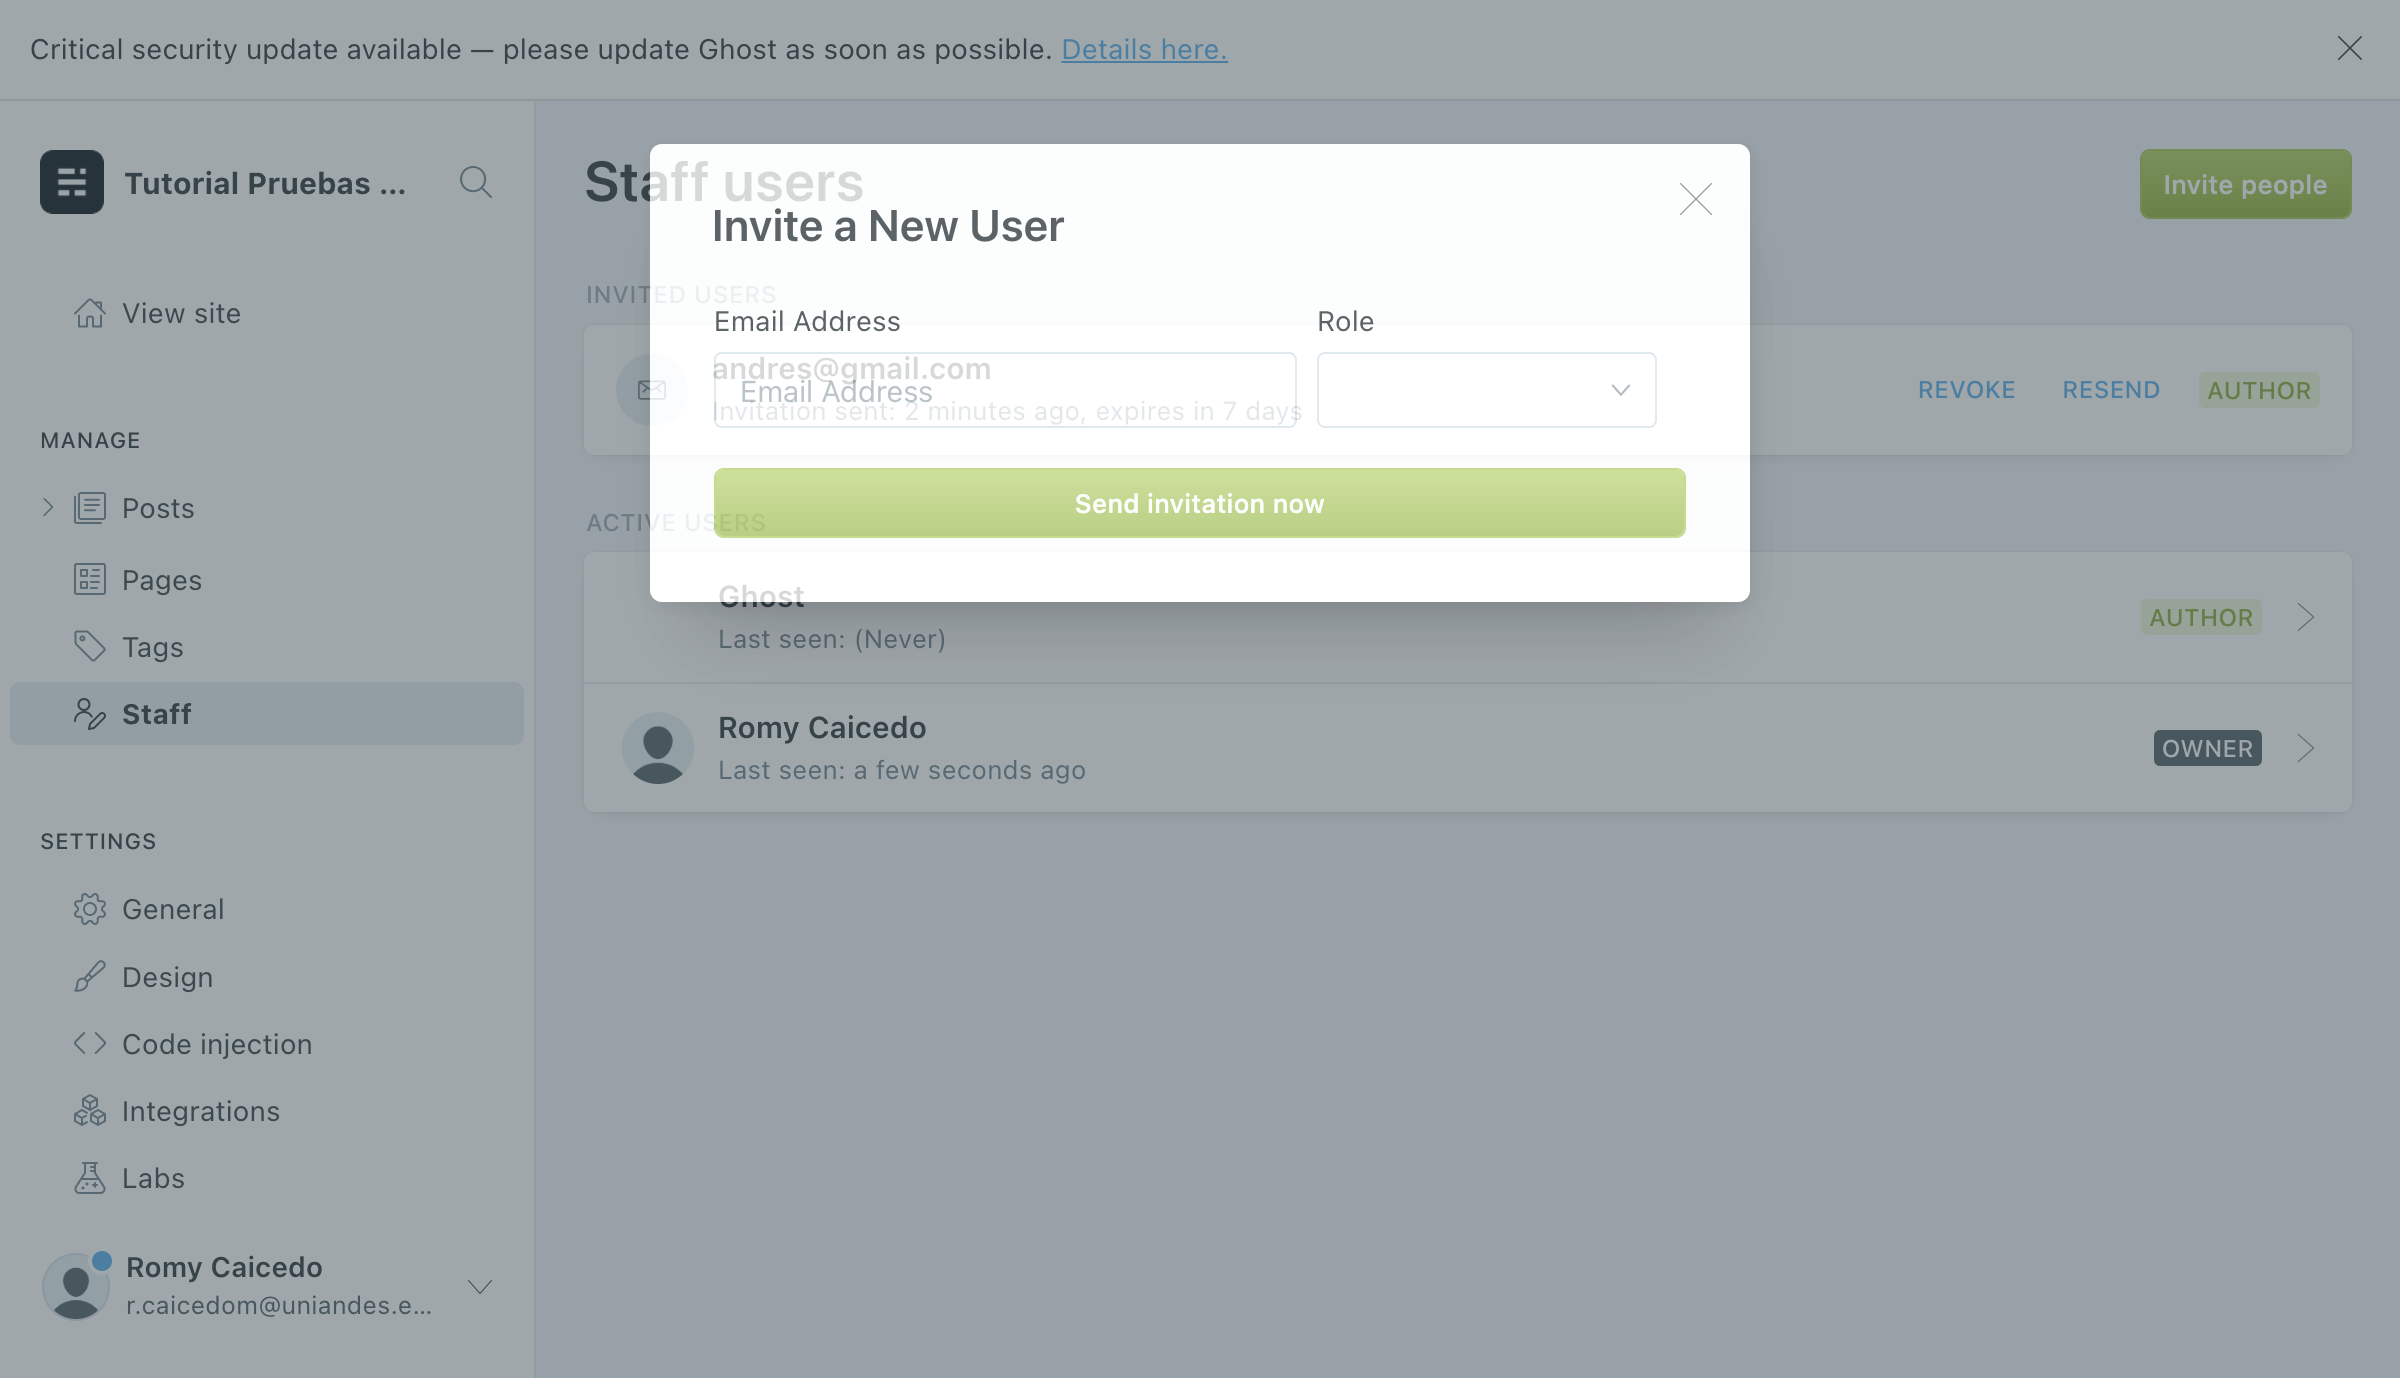 Critical security update available — please update Ghost as soon as possible. Details here.
Tutorial Pruebas ...
View site
MANAGE
Posts
Pages
Tags
Staff
SETTINGS
General
Design
Code injection
Integrations
Labs
Romy Caicedo
r.caicedom@uniandes.e...
Staff users
Invite people
INVITED USERS
andres@gmail.com
Invitation sent: 2 minutes ago, expires in 7 days
REVOKE RESEND AUTHOR
ACTIVE USERS
Ghost
Last seen: (Never)
AUTHOR
Romy Caicedo
Last seen: a few seconds ago
OWNER
Invite a New User
Email Address Role
Email Address
Send invitation now